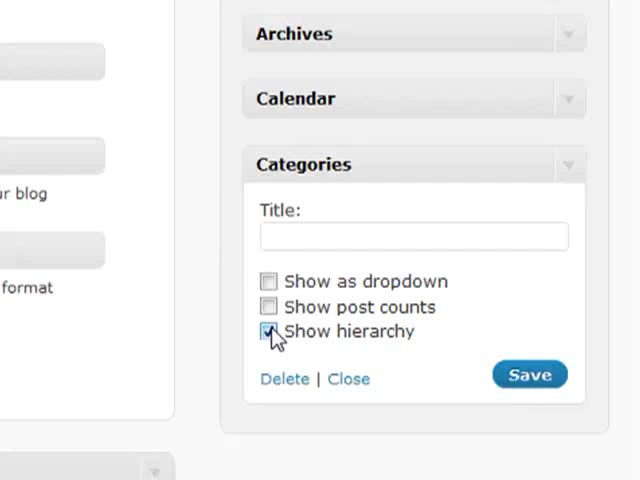 Archives
Calendar
Categories
ur blog
Title:
Show as dropdown
format
Show post counts
Show hierarchy
Delete | Close
Save